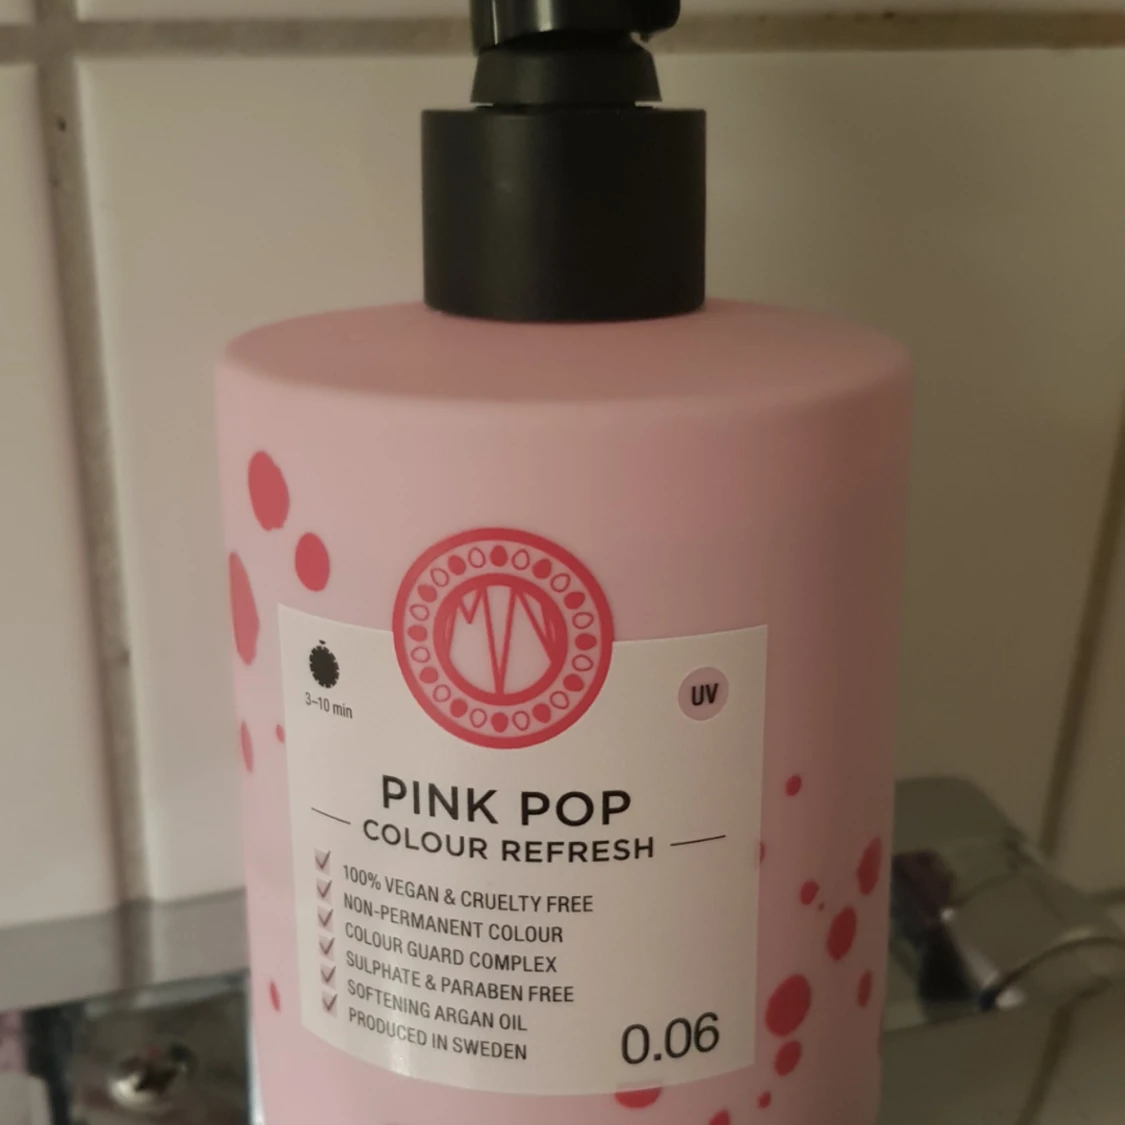 3–10 min
UV
PINK POP
COLOUR REFRESH
100% VEGAN & CRUELTY FREE
NON-PERMANENT COLOUR
COLOUR GUARD COMPLEX
SULPHATE & PARABEN FREE
SOFTENING ARGAN OIL
PRODUCED IN SWEDEN
0.06